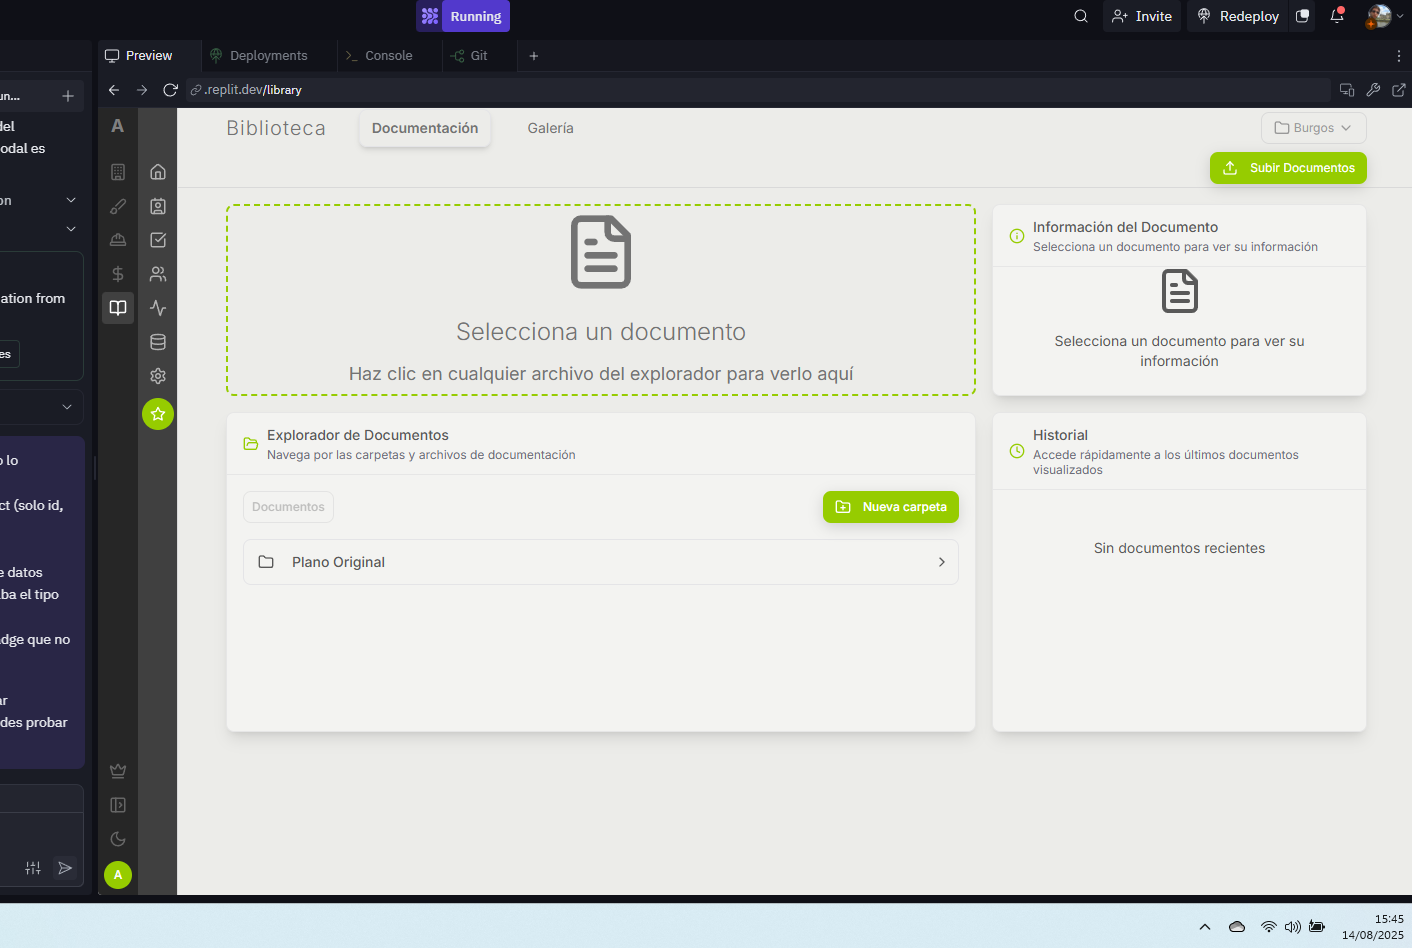 Running
Invite
Redeploy
Preview
Deployments
Console
Git
un...
.replit.dev/library
del
odal es
on
ation from
es
o lo
ct (solo id,
e datos
ba el tipo
dge que no
ar
des probar
A
Biblioteca
Documentación
Galería
Burgos
Subir Documentos
Selecciona un documento
Haz clic en cualquier archivo del explorador para verlo aquí
Información del Documento
Selecciona un documento para ver su información
Selecciona un documento para ver su
información
Explorador de Documentos
Navega por las carpetas y archivos de documentación
Documentos
Nueva carpeta
Plano Original
Historial
Accede rápidamente a los últimos documentos
visualizados
Sin documentos recientes
A
15:45
14/08/2025